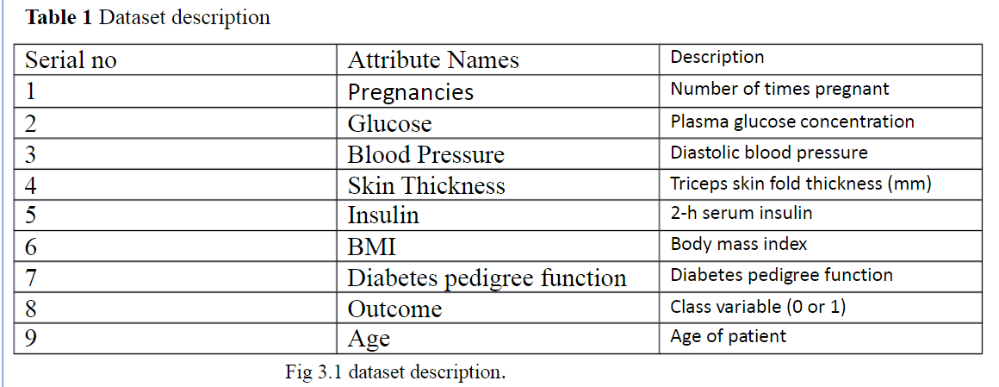 Table 1 Dataset description
Serial no Attribute Names Description
1 Pregnancies Number of times pregnant
2 Glucose Plasma glucose concentration
3 Blood Pressure Diastolic blood pressure
4 Skin Thickness Triceps skin fold thickness (mm)
5 Insulin 2-h serum insulin
6 BMI Body mass index
7 Diabetes pedigree function Diabetes pedigree function
8 Outcome Class variable (0 or 1)
9 Age Age of patient
Fig 3.1 dataset description.